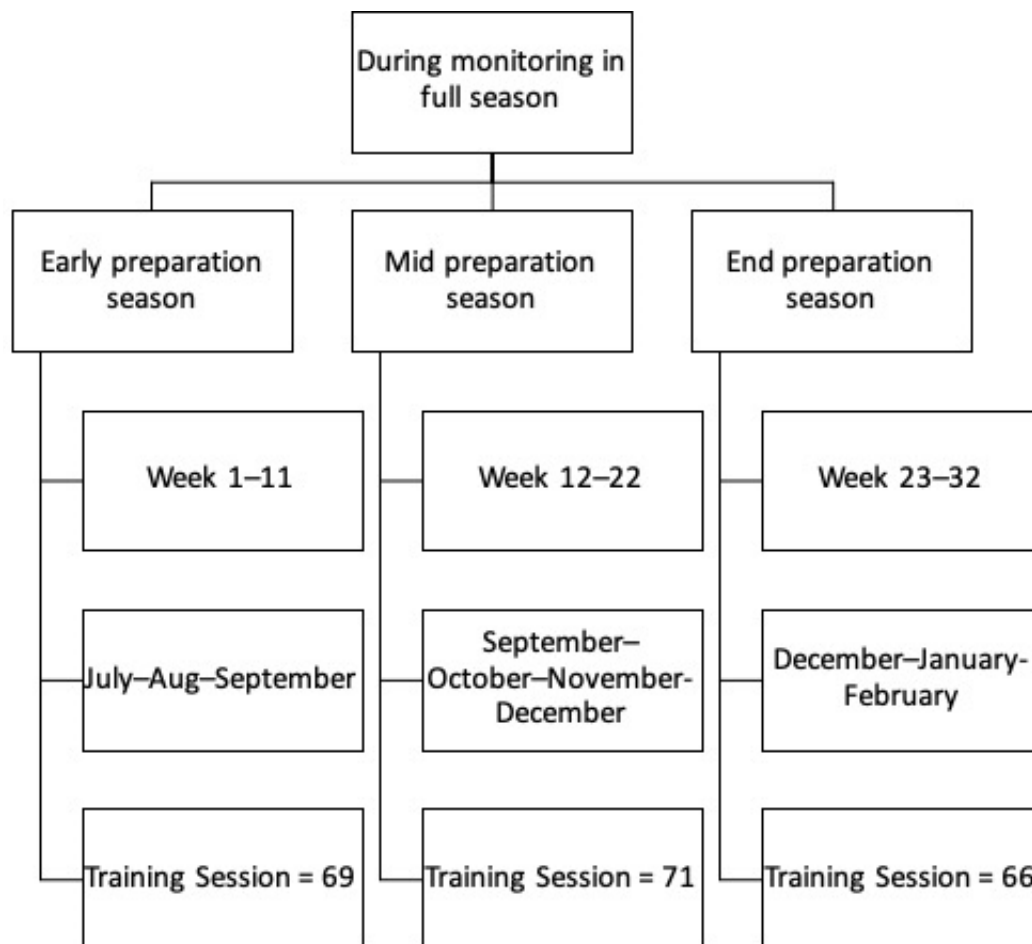 During monitoring in
full season
Early preparation
season
Mid preparation
season
End preparation
season
Week 1–11
Week 12–22
Week 23–32
July–Aug–September
September–
October–November-
December
December–January-
February
Training Session = 69
Training Session = 71
Training Session = 66